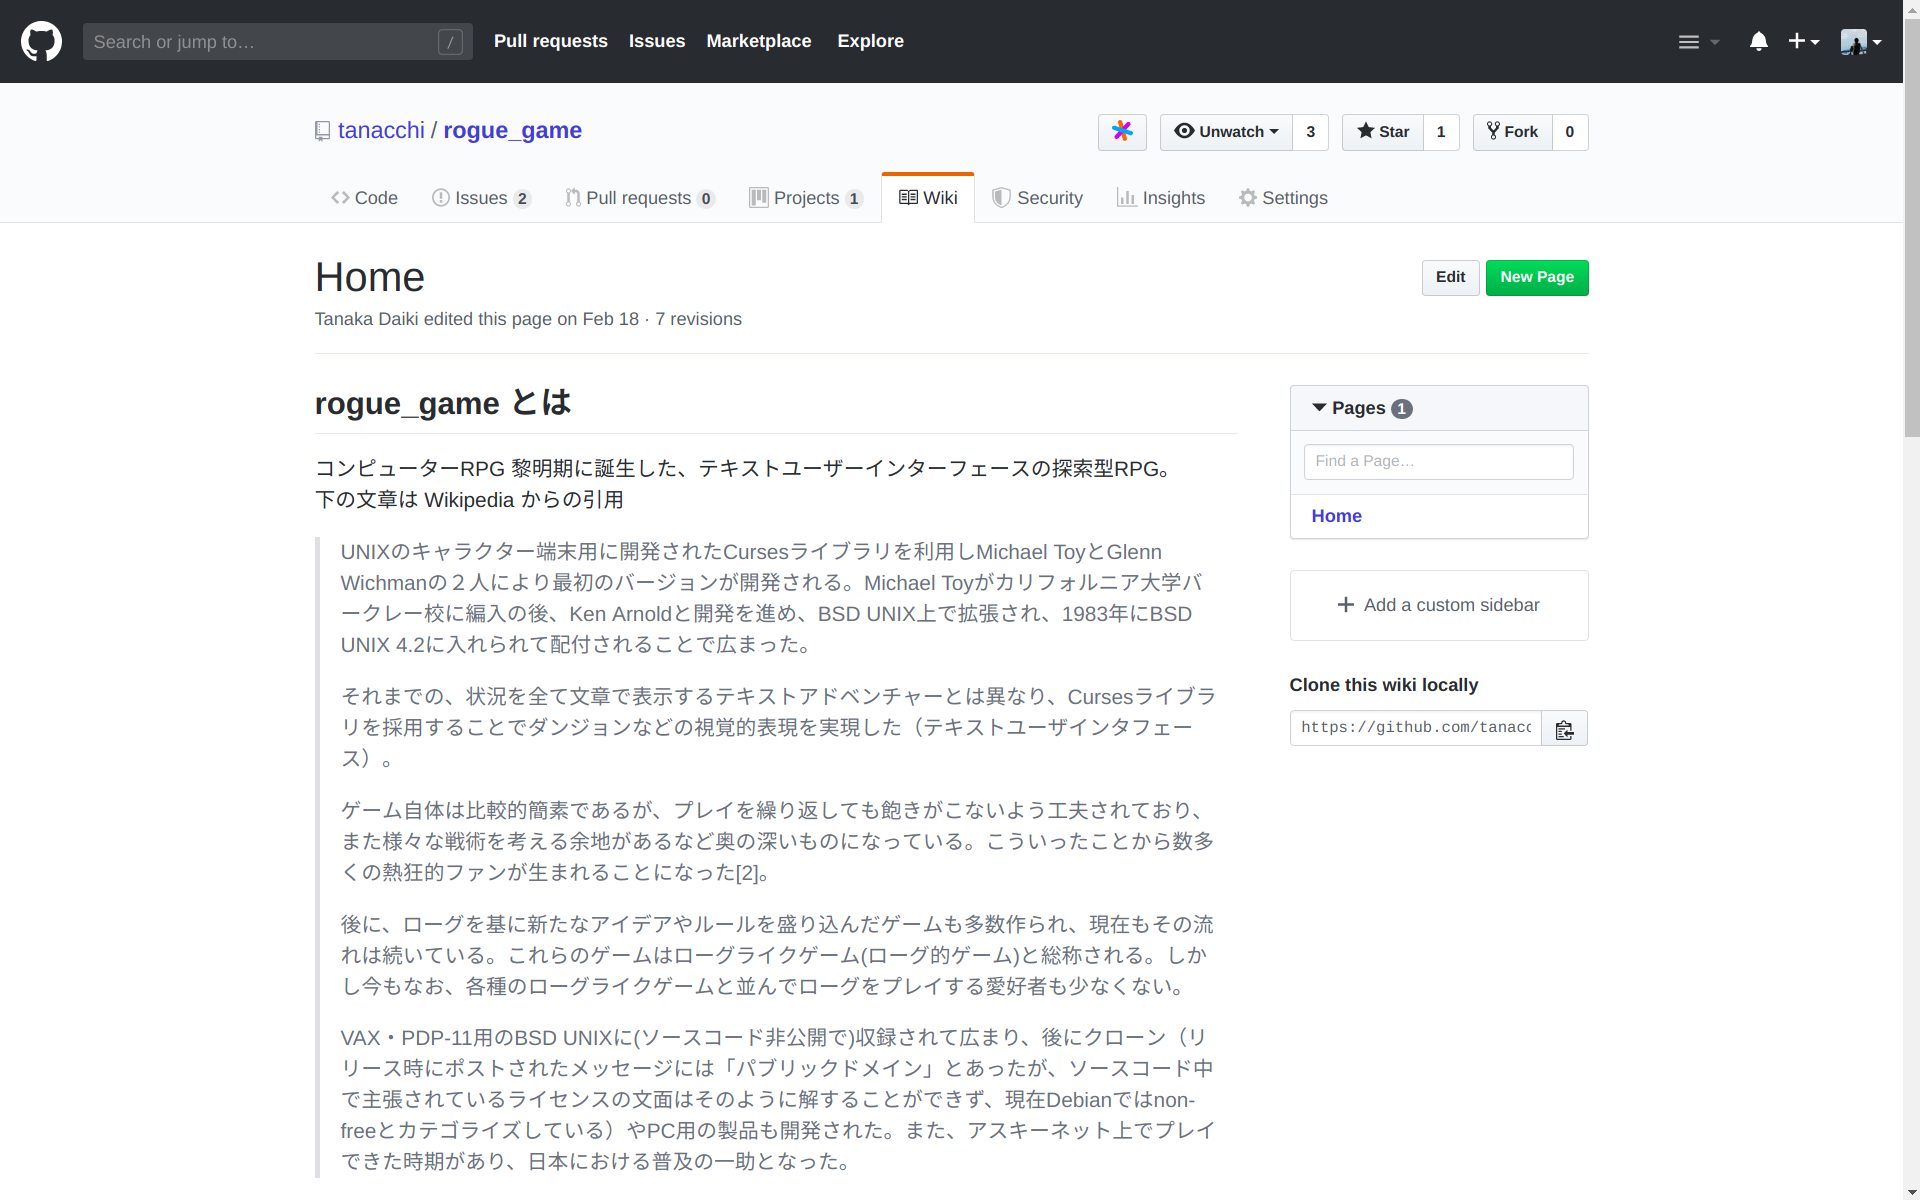 Search or jump to…
/
Pull requests
Issues
Marketplace
Explore
tanacchi / rogue_game
Unwatch 3
Star 1
Fork 0
Code
Issues 2
Pull requests 0
Projects 1
Wiki
Security
Insights
Settings
Home
Edit
New Page
Tanaka Daiki edited this page on Feb 18 · 7 revisions
rogue_game とは
コンピューターRPG 黎明期に誕生した、テキストユーザーインターフェースの探索型RPG。
下の文章は Wikipedia からの引用
UNIXのキャラクター端末用に開発されたCursesライブラリを利用しMichael ToyとGlenn
Wichmanの２人により最初のバージョンが開発される。Michael Toyがカリフォルニア大学バ
ークレー校に編入の後、Ken Arnoldと開発を進め、BSD UNIX上で拡張され、1983年にBSD
UNIX 4.2に入れられて配付されることで広まった。
それまでの、状況を全て文章で表示するテキストアドベンチャーとは異なり、Cursesライブラ
リを採用することでダンジョンなどの視覚的表現を実現した（テキストユーザインタフェー
ス）。
ゲーム自体は比較的簡素であるが、プレイを繰り返しても飽きがこないよう工夫されており、
また様々な戦術を考える余地があるなど奥の深いものになっている。こういったことから数多
くの熱狂的ファンが生まれることになった[2]。
後に、ローグを基に新たなアイデアやルールを盛り込んだゲームも多数作られ、現在もその流
れは続いている。これらのゲームはローグライクゲーム(ローグ的ゲーム)と総称される。しか
し今もなお、各種のローグライクゲームと並んでローグをプレイする愛好者も少なくない。
VAX・PDP-11用のBSD UNIXに(ソースコード非公開で)収録されて広まり、後にクローン（リ
リース時にポストされたメッセージには「パブリックドメイン」とあったが、ソースコード中
で主張されているライセンスの文面はそのように解することができず、現在Debianではnon-
freeとカテゴライズしている）やPC用の製品も開発された。また、アスキーネット上でプレイ
できた時期があり、日本における普及の一助となった。
Pages 1
Find a Page…
Home
Add a custom sidebar
Clone this wiki locally
https://github.com/tanacc